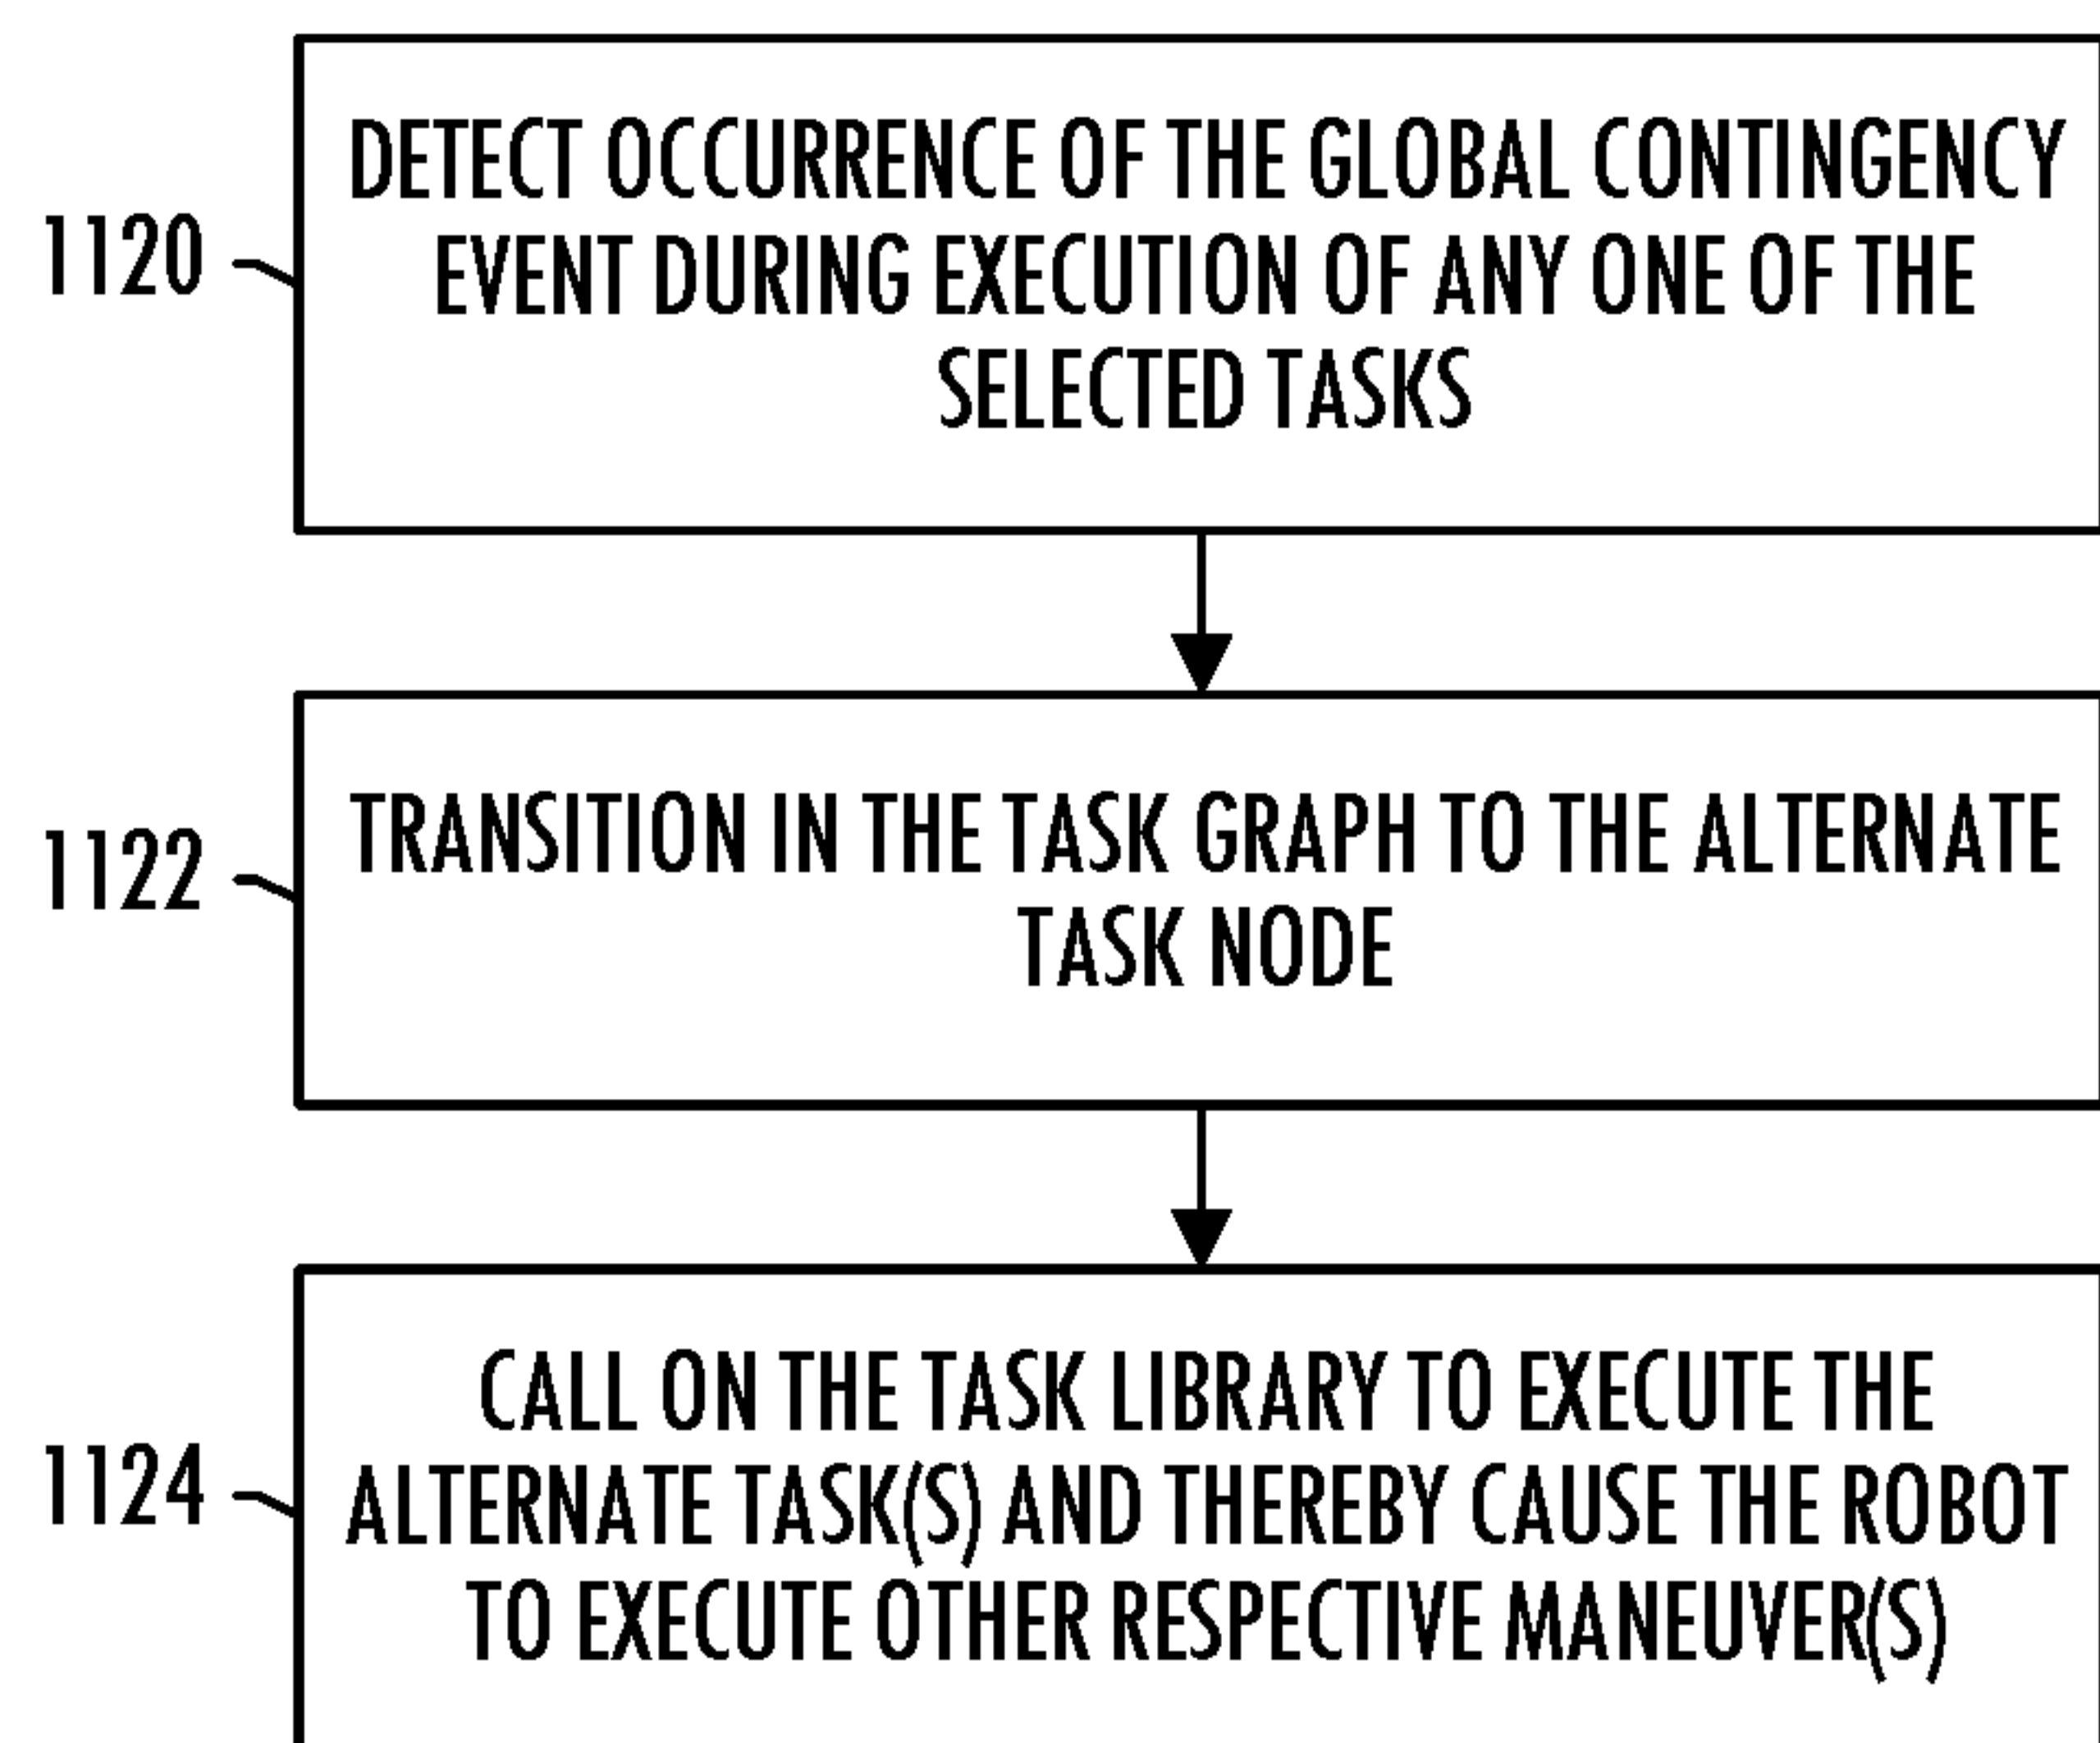 DETECT OCCURRENCE OF THE GLOBAL CONTINGENCY
EVENT DURING EXECUTION OF ANY ONE OF THE
SELECTED TASKS
1120
TRANSITION IN THE TASK GRAPH TO THE ALTERNATE
TASK NODE
1122
CALL ON THE TASK LIBRARY TO EXECUTE THE
ALTERNATE TASK(S) AND THEREBY CAUSE THE ROBOT
TO EXECUTE OTHER RESPECTIVE MANEUVER(S)
1124